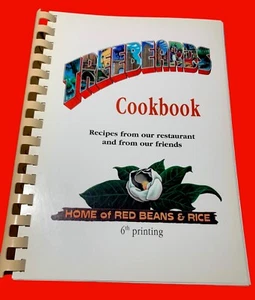 TREEBEARDS
Cookbook
Recipes from our restaurant
and from our friends
HOME of RED BEANS & RICE
6th printing